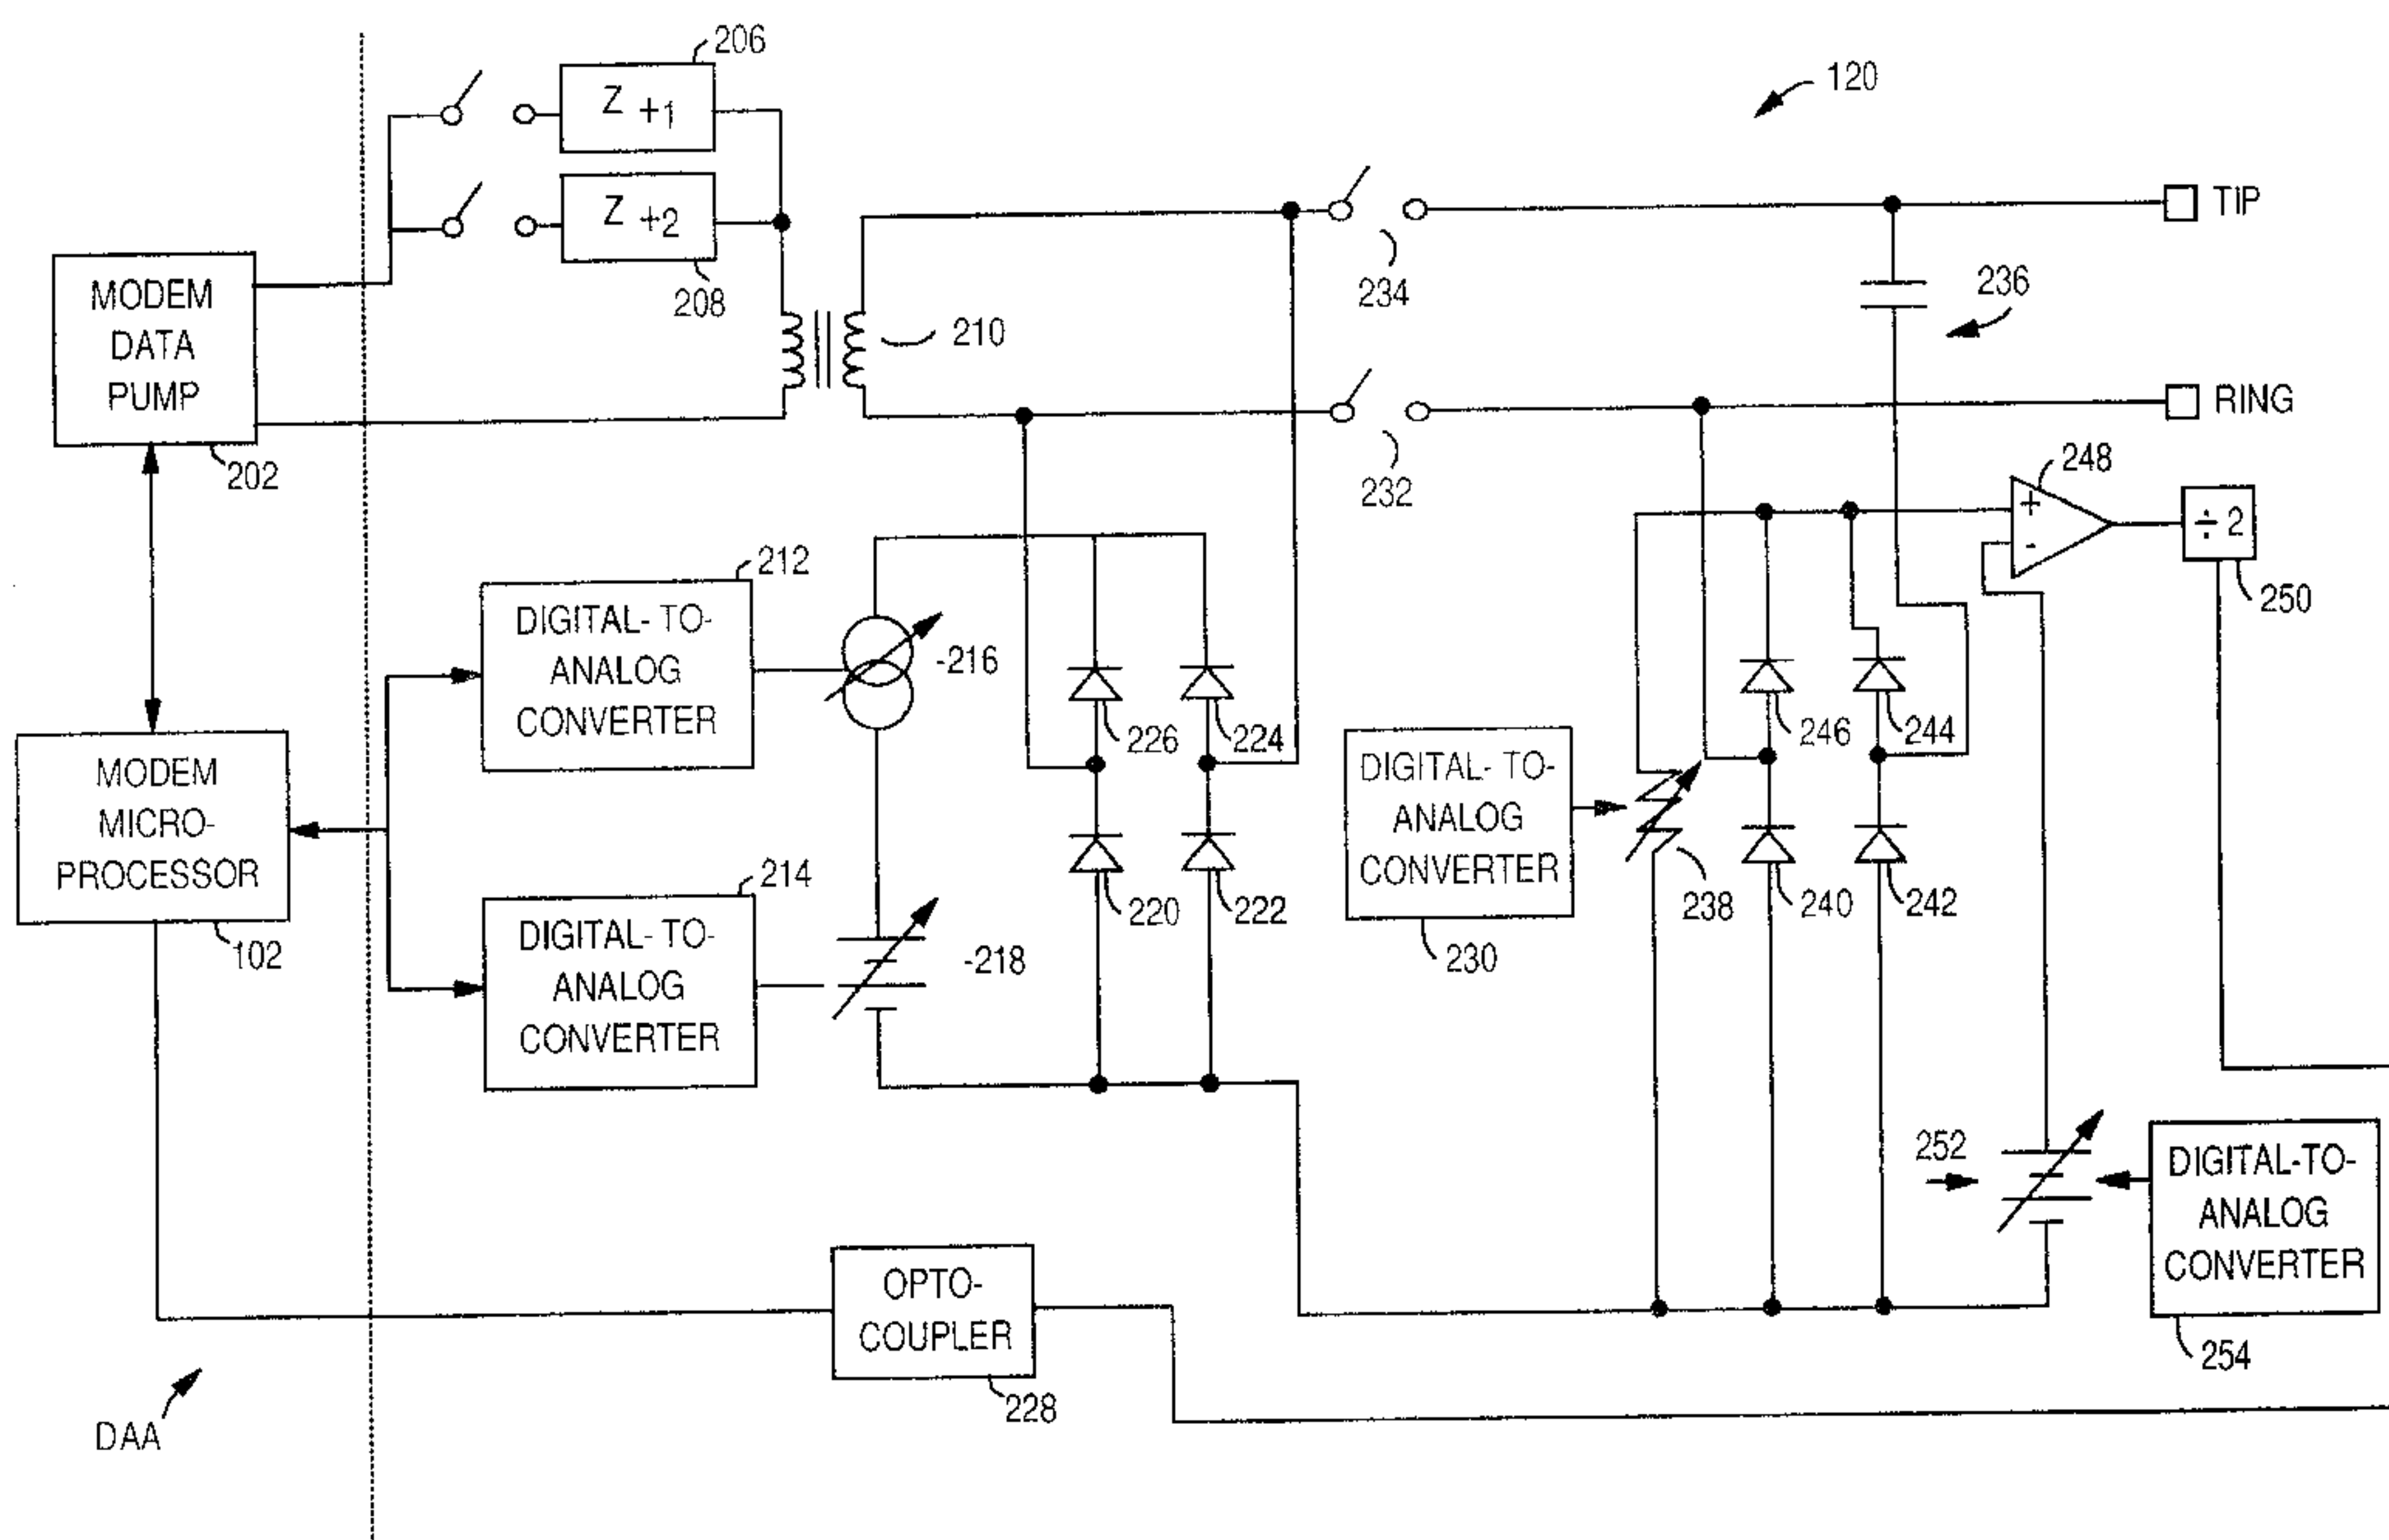 206
Z +1
120
Z +2
TIP
MODEM
DATA
PUMP
208
210
234
236
RING
202
232
248
+
-
÷ 2
250
212
DIGITAL-TO-
ANALOG
CONVERTER
-216
226
224
246
244
MODEM
MICRO-
PROCESSOR
102
DIGITAL-TO-
ANALOG
CONVERTER
230
238
240
242
214
DIGITAL-TO-
ANALOG
CONVERTER
-218
220
222
252
DIGITAL-TO-
ANALOG
CONVERTER
254
OPTO-
COUPLER
228
DAA